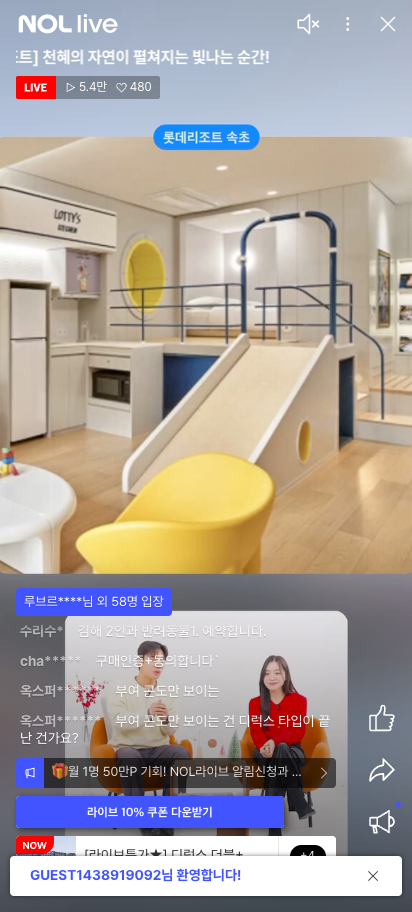 NOL live
트] 천혜의 자연이 펼쳐지는 빛나는 순간!
LIVE 5.4만 480
롯데리조트 속초
LOTTY'S
KITCHEN
루브르****님 외 58명 입장
수리수* 김해 2인과 반려동물1. 예약합니다.
cha***** 구매인증+동의합니다`
옥스퍼****** 부여 곤도만 보이는
옥스퍼****** 부여 곤도만 보이는 건 디럭스 타입이 끝
난 건가요?
🎁월 1명 50만P 기회! NOL라이브 알림신청과 ...
라이브 10% 쿠폰 다운받기
NOW
[라이브특가★] 디럭스 더블+
+4
GUEST1438919092님 환영합니다!